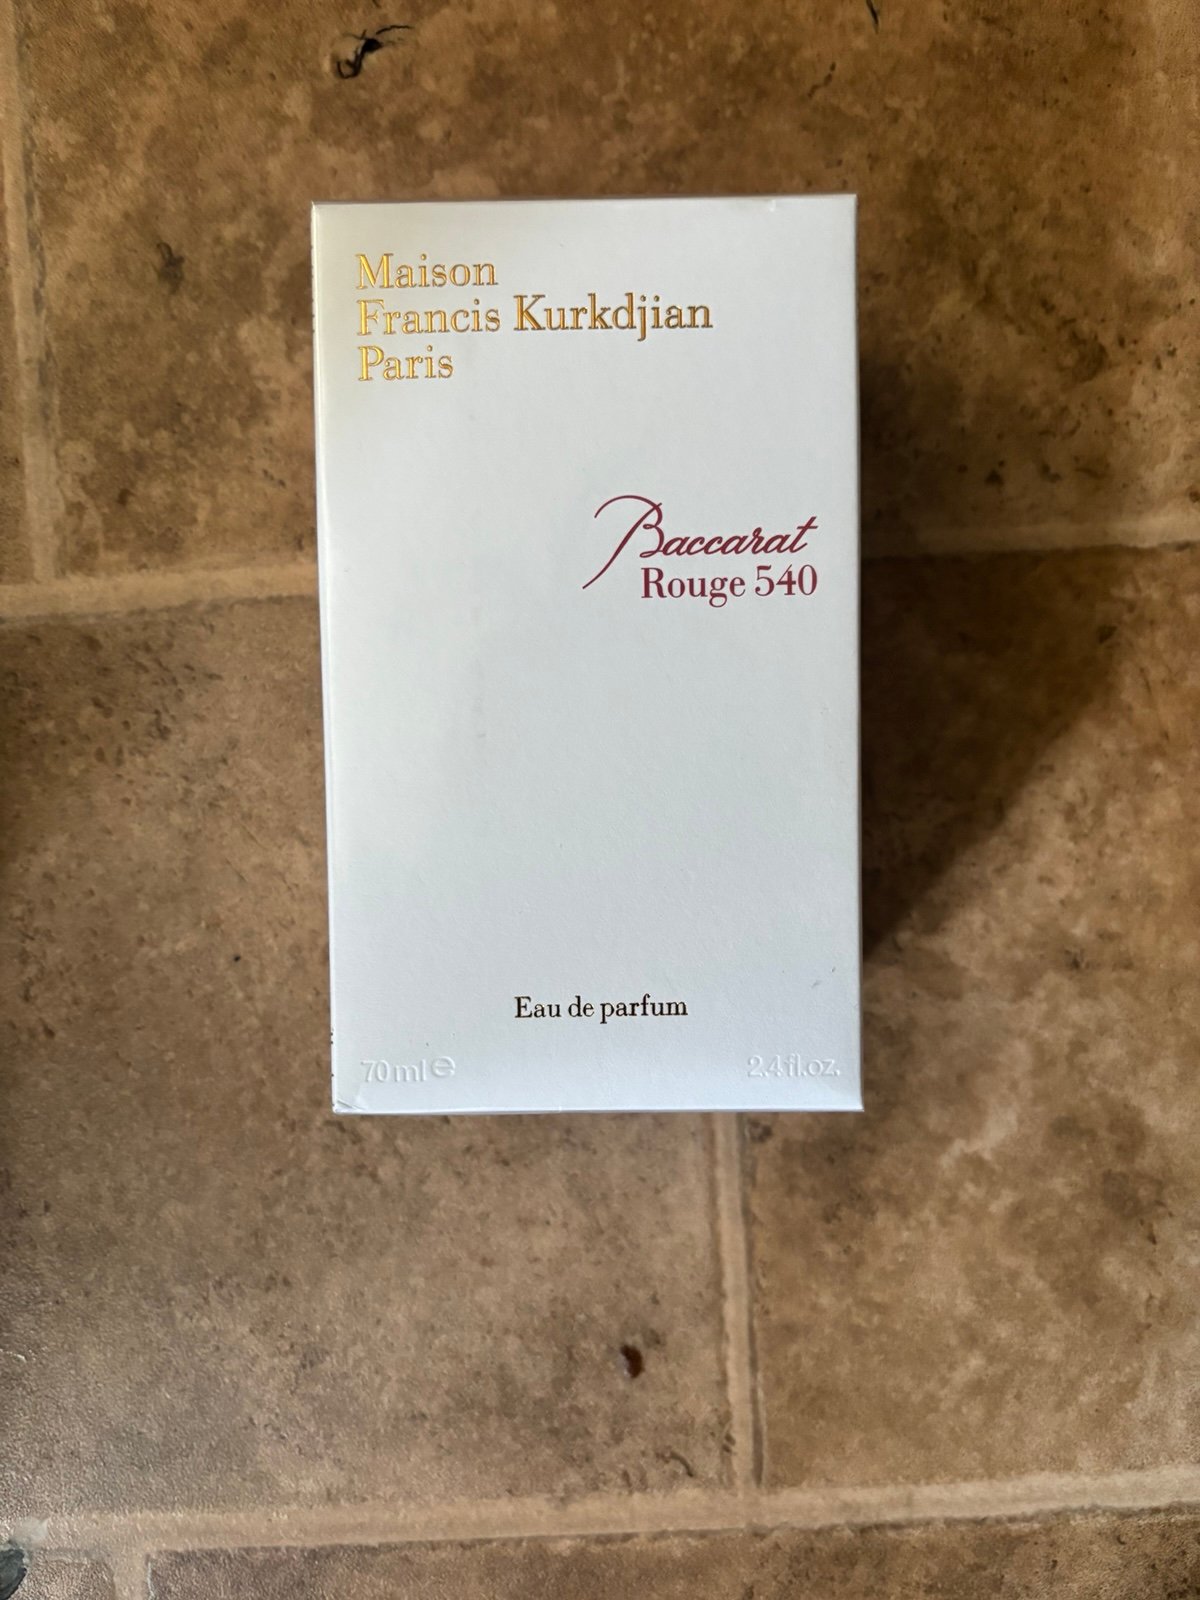 Maison
Francis Kurkdjian
Paris
Baccarat
Rouge 540
Eau de parfum
70 ml ℮ 2.4 fl.oz.